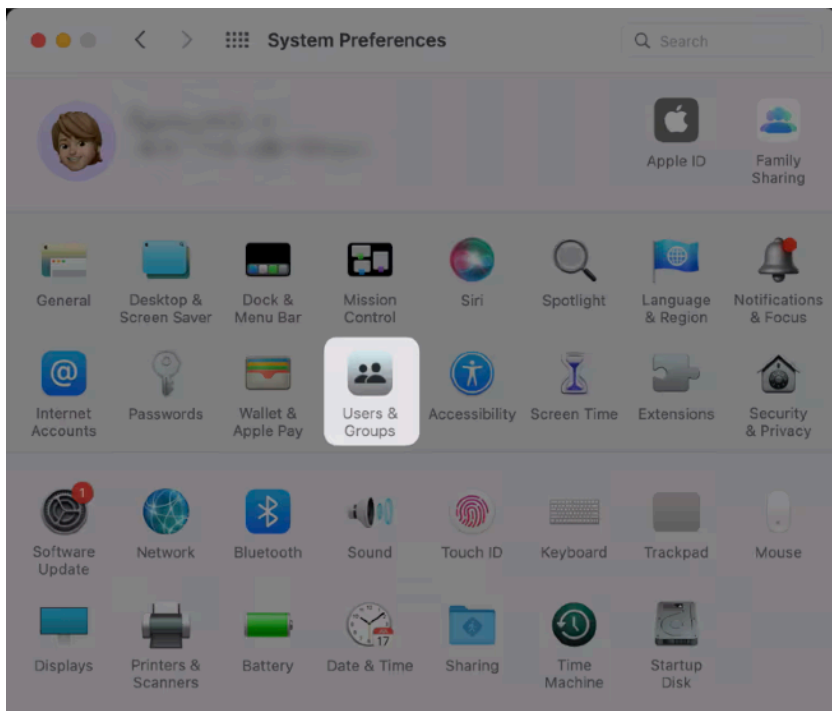 System Preferences
Search
Apple ID
Family
Sharing
General
Desktop &
Screen Saver
Dock &
Menu Bar
Mission
Control
Siri
Spotlight
Language
& Region
Notifications
& Focus
Internet
Accounts
Passwords
Wallet &
Apple Pay
Users &
Groups
Accessibility
Screen Time
Extensions
Security
& Privacy
1
Software
Update
Network
Bluetooth
Sound
Touch ID
Keyboard
Trackpad
Mouse
Displays
Printers &
Scanners
Battery
17
Date & Time
Sharing
Time
Machine
Startup
Disk